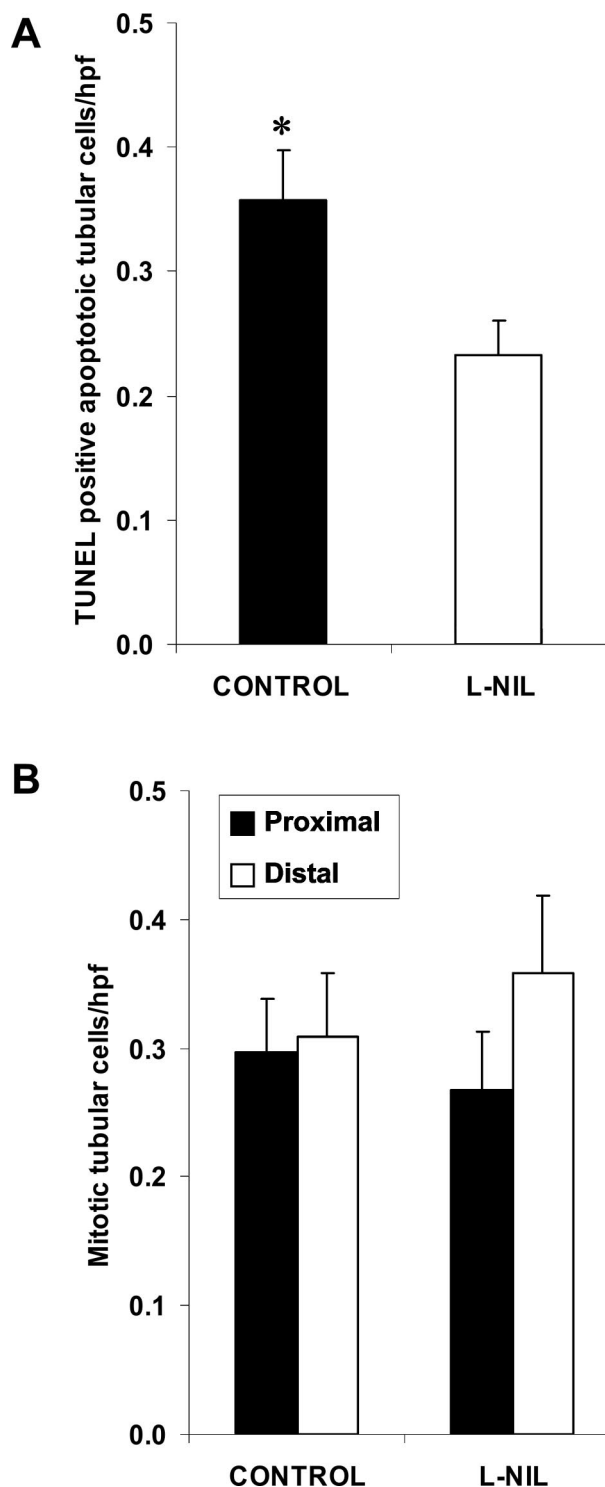 A
TUNEL positive apoptotoic tubular cells/hpf
0.5
0.4
0.3
0.2
0.1
0.0
*
CONTROL L-NIL
B
Mitotic tubular cells/hpf
0.5
0.4
0.3
0.2
0.1
0.0
Proximal
Distal
CONTROL L-NIL